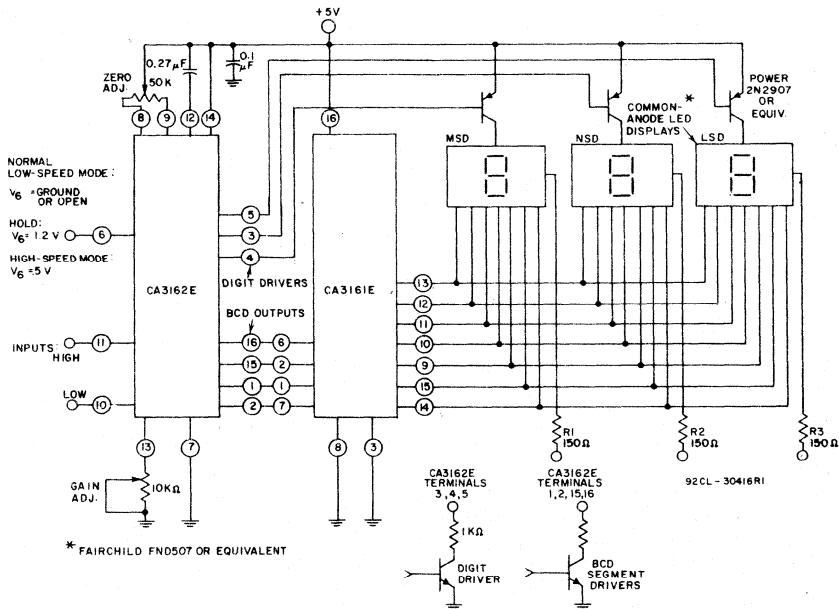 +5V
0.27µF
0.1
µF
ZERO
ADJ.
50K
8
9
12
14
16
POWER
2N2907
OR
EQUIV.
*
COMMON-
ANODE LED
DISPLAYS
MSD
NSD
LSD
8
8
8
NORMAL
LOW-SPEED MODE:
V6 = GROUND
OR OPEN
HOLD:
V6 = 1.2 V
6
HIGH-SPEED MODE:
V6 = 5 V
CA3162E
5
3
4
DIGIT DRIVERS
CA3161E
BCD OUTPUTS
INPUTS:
HIGH
11
LOW
10
16
6
15
2
1
1
2
7
13
12
11
10
9
15
14
13
7
8
3
GAIN
ADJ.
10KΩ
R1
150Ω
R2
150Ω
R3
150Ω
CA3162E
TERMINALS
3,4,5
1KΩ
DIGIT
DRIVER
CA3162E
TERMINALS
1,2,15,16
BCD
SEGMENT
DRIVERS
92CL-30416R1
* FAIRCHILD FND507 OR EQUIVALENT